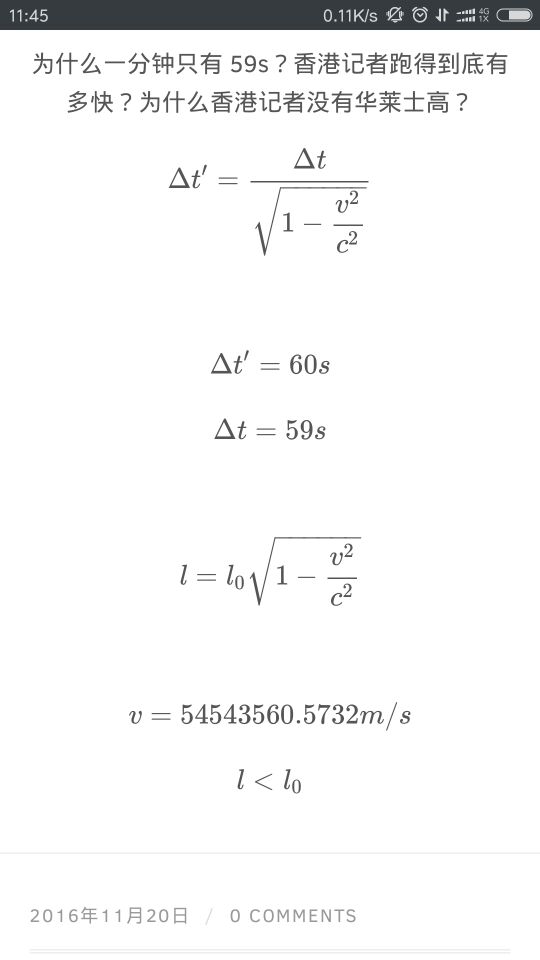 11:45 0.11K/s 4G 1X
为什么一分钟只有 59s？香港记者跑得到底有
多快？为什么香港记者没有华莱士高？
Δt′ = Δt / √(1 − v²/c²)
Δt′ = 60s
Δt = 59s
l = l₀√(1 − v²/c²)
v = 54543560.5732m/s
l < l₀
2016年11月20日 / 0 COMMENTS